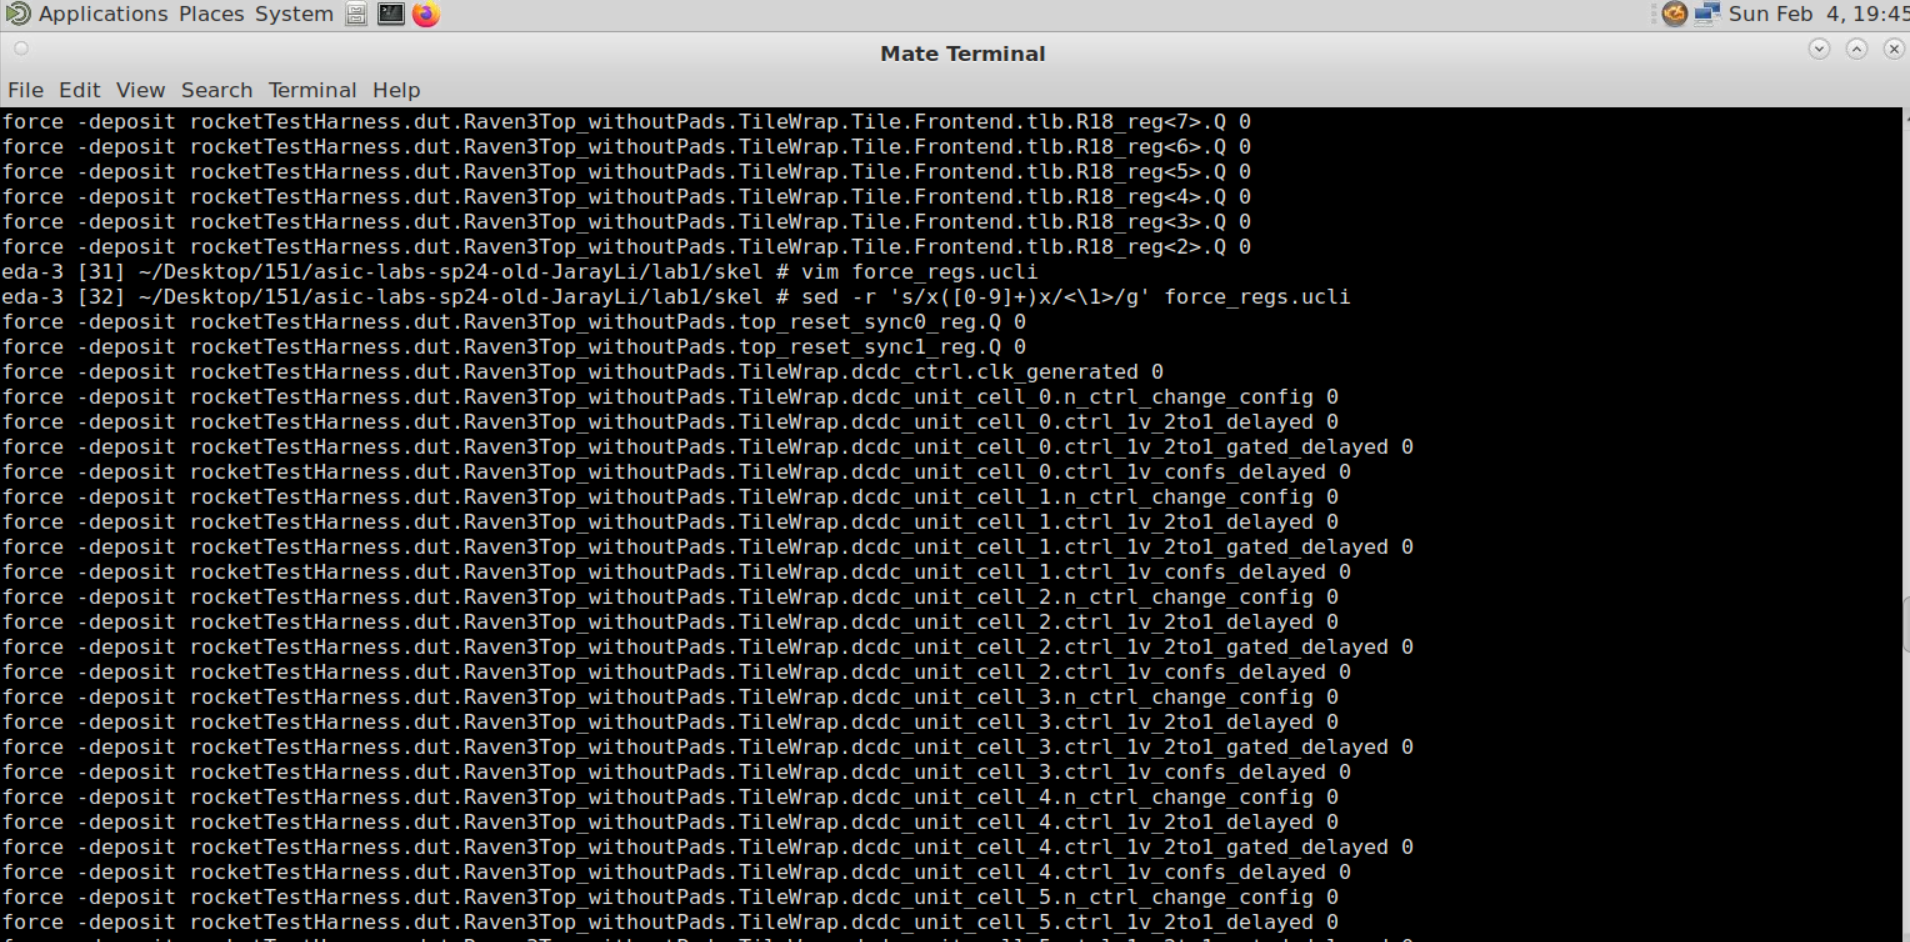 Applications Places System Sun Feb 4, 19:45
Mate Terminal
File Edit View Search Terminal Help
force -deposit rocketTestHarness.dut.Raven3Top_withoutPads.TileWrap.Tile.Frontend.tlb.R18_reg<7>.Q 0
force -deposit rocketTestHarness.dut.Raven3Top_withoutPads.TileWrap.Tile.Frontend.tlb.R18_reg<6>.Q 0
force -deposit rocketTestHarness.dut.Raven3Top_withoutPads.TileWrap.Tile.Frontend.tlb.R18_reg<5>.Q 0
force -deposit rocketTestHarness.dut.Raven3Top_withoutPads.TileWrap.Tile.Frontend.tlb.R18_reg<4>.Q 0
force -deposit rocketTestHarness.dut.Raven3Top_withoutPads.TileWrap.Tile.Frontend.tlb.R18_reg<3>.Q 0
force -deposit rocketTestHarness.dut.Raven3Top_withoutPads.TileWrap.Tile.Frontend.tlb.R18_reg<2>.Q 0
eda-3 [31] ~/Desktop/151/asic-labs-sp24-old-JarayLi/lab1/skel # vim force_regs.ucli
eda-3 [32] ~/Desktop/151/asic-labs-sp24-old-JarayLi/lab1/skel # sed -r 's/x([0-9]+)x/<\1>/g' force_regs.ucli
force -deposit rocketTestHarness.dut.Raven3Top_withoutPads.top_reset_sync0_reg.Q 0
force -deposit rocketTestHarness.dut.Raven3Top_withoutPads.top_reset_sync1_reg.Q 0
force -deposit rocketTestHarness.dut.Raven3Top_withoutPads.TileWrap.dcdc_ctrl.clk_generated 0
force -deposit rocketTestHarness.dut.Raven3Top_withoutPads.TileWrap.dcdc_unit_cell_0.n_ctrl_change_config 0
force -deposit rocketTestHarness.dut.Raven3Top_withoutPads.TileWrap.dcdc_unit_cell_0.ctrl_1v_2to1_delayed 0
force -deposit rocketTestHarness.dut.Raven3Top_withoutPads.TileWrap.dcdc_unit_cell_0.ctrl_1v_2to1_gated_delayed 0
force -deposit rocketTestHarness.dut.Raven3Top_withoutPads.TileWrap.dcdc_unit_cell_0.ctrl_1v_confs_delayed 0
force -deposit rocketTestHarness.dut.Raven3Top_withoutPads.TileWrap.dcdc_unit_cell_1.n_ctrl_change_config 0
force -deposit rocketTestHarness.dut.Raven3Top_withoutPads.TileWrap.dcdc_unit_cell_1.ctrl_1v_2to1_delayed 0
force -deposit rocketTestHarness.dut.Raven3Top_withoutPads.TileWrap.dcdc_unit_cell_1.ctrl_1v_2to1_gated_delayed 0
force -deposit rocketTestHarness.dut.Raven3Top_withoutPads.TileWrap.dcdc_unit_cell_1.ctrl_1v_confs_delayed 0
force -deposit rocketTestHarness.dut.Raven3Top_withoutPads.TileWrap.dcdc_unit_cell_2.n_ctrl_change_config 0
force -deposit rocketTestHarness.dut.Raven3Top_withoutPads.TileWrap.dcdc_unit_cell_2.ctrl_1v_2to1_delayed 0
force -deposit rocketTestHarness.dut.Raven3Top_withoutPads.TileWrap.dcdc_unit_cell_2.ctrl_1v_2to1_gated_delayed 0
force -deposit rocketTestHarness.dut.Raven3Top_withoutPads.TileWrap.dcdc_unit_cell_2.ctrl_1v_confs_delayed 0
force -deposit rocketTestHarness.dut.Raven3Top_withoutPads.TileWrap.dcdc_unit_cell_3.n_ctrl_change_config 0
force -deposit rocketTestHarness.dut.Raven3Top_withoutPads.TileWrap.dcdc_unit_cell_3.ctrl_1v_2to1_delayed 0
force -deposit rocketTestHarness.dut.Raven3Top_withoutPads.TileWrap.dcdc_unit_cell_3.ctrl_1v_2to1_gated_delayed 0
force -deposit rocketTestHarness.dut.Raven3Top_withoutPads.TileWrap.dcdc_unit_cell_3.ctrl_1v_confs_delayed 0
force -deposit rocketTestHarness.dut.Raven3Top_withoutPads.TileWrap.dcdc_unit_cell_4.n_ctrl_change_config 0
force -deposit rocketTestHarness.dut.Raven3Top_withoutPads.TileWrap.dcdc_unit_cell_4.ctrl_1v_2to1_delayed 0
force -deposit rocketTestHarness.dut.Raven3Top_withoutPads.TileWrap.dcdc_unit_cell_4.ctrl_1v_2to1_gated_delayed 0
force -deposit rocketTestHarness.dut.Raven3Top_withoutPads.TileWrap.dcdc_unit_cell_4.ctrl_1v_confs_delayed 0
force -deposit rocketTestHarness.dut.Raven3Top_withoutPads.TileWrap.dcdc_unit_cell_5.n_ctrl_change_config 0
force -deposit rocketTestHarness.dut.Raven3Top_withoutPads.TileWrap.dcdc_unit_cell_5.ctrl_1v_2to1_delayed 0